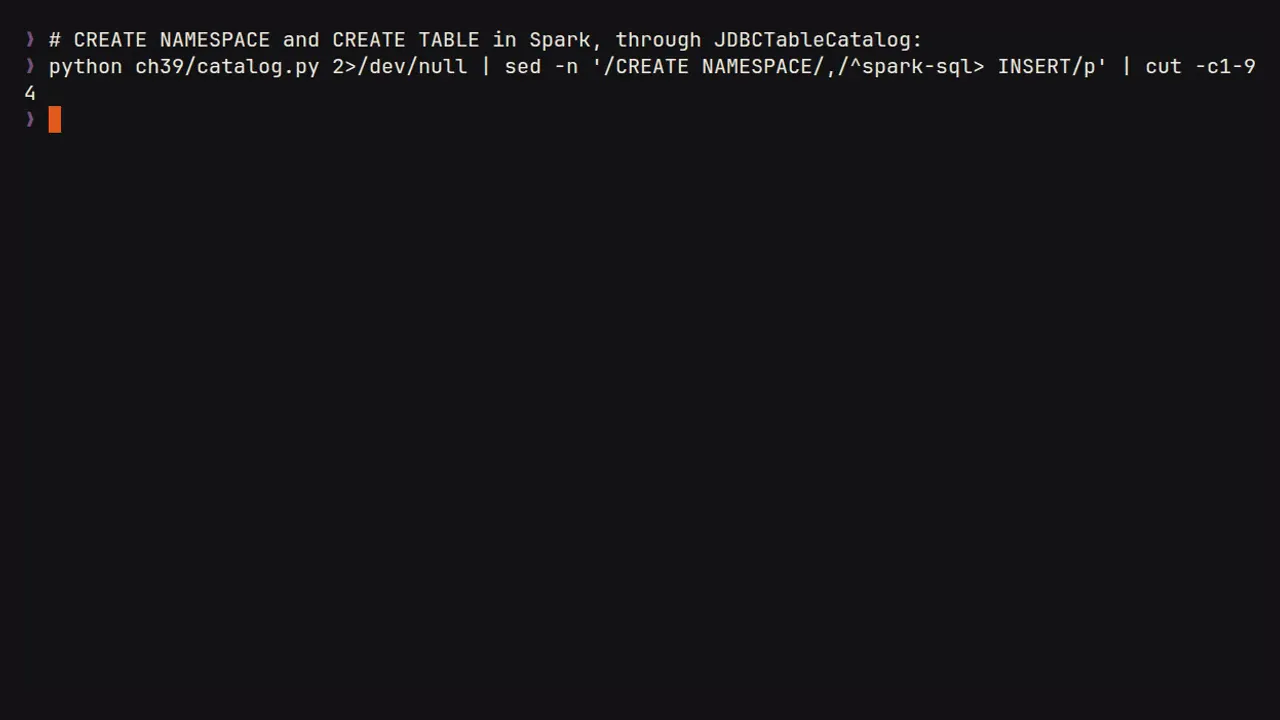 ❯ # CREATE NAMESPACE and CREATE TABLE in Spark, through JDBCTableCatalog:
❯ python ch39/catalog.py 2>/dev/null | sed -n '/CREATE NAMESPACE/,/^spark-sql> INSERT/p' | cut -c1-9
4
❯